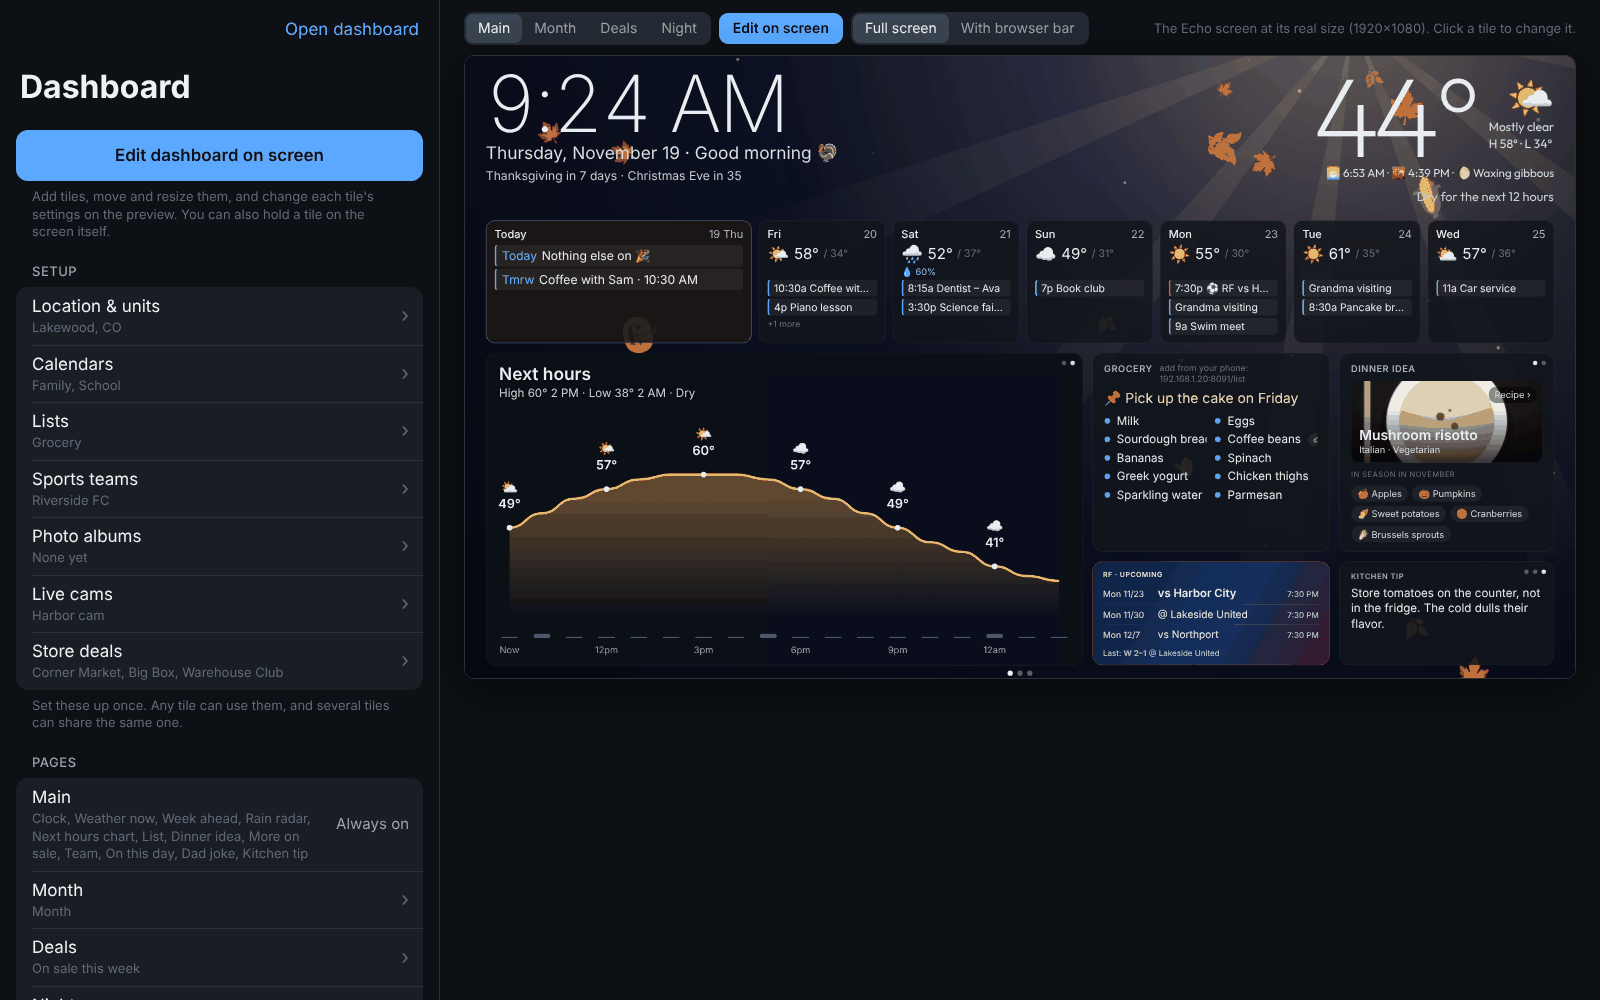 Open dashboard
Dashboard
Edit dashboard on screen
Add tiles, move and resize them, and change each tile's
settings on the preview. You can also hold a tile on the
screen itself.
SETUP
Location & units
Lakewood, CO
Calendars
Family, School
Lists
Grocery
Sports teams
Riverside FC
Photo albums
None yet
Live cams
Harbor cam
Store deals
Corner Market, Big Box, Warehouse Club
Set these up once. Any tile can use them, and several tiles
can share the same one.
PAGES
Main
Clock, Weather now, Week ahead, Rain radar,
Next hours chart, List, Dinner idea, More on
sale, Team, On this day, Dad joke, Kitchen tip
Always on
Month
Month
Deals
On sale this week
Main Month Deals Night
Edit on screen
Full screen With browser bar
The Echo screen at its real size (1920×1080). Click a tile to change it.
9:24 AM
Thursday, November 19 · Good morning 🦃
Thanksgiving in 7 days · Christmas Eve in 35
44°
Mostly clear
H 58° · L 34°
6:53 AM · 4:39 PM · Waxing gibbous
Dry for the next 12 hours
Today 19 Thu
Today Nothing else on 🎉
Tmrw Coffee with Sam · 10:30 AM
Fri 20
58° / 34°
10:30a Coffee wit...
4p Piano lesson
+1 more
Sat 21
52° / 37°
60%
8:15a Dentist – Ava
3:30p Science fai...
Sun 22
49° / 31°
7p Book club
Mon 23
55° / 30°
7:30p ⚽ RF vs H...
Grandma visiting
9a Swim meet
Tue 24
61° / 35°
Grandma visiting
8:30a Pancake br...
Wed 25
57° / 36°
11a Car service
Next hours
High 60° 2 PM · Low 38° 2 AM · Dry
49°
57°
60°
57°
49°
41°
Now 12pm 3pm 6pm 9pm 12am
GROCERY add from your phone:
192.168.1.20:8091/list
📌 Pick up the cake on Friday
Milk
Sourdough brea
Bananas
Greek yogurt
Sparkling water
Eggs
Coffee beans
Spinach
Chicken thighs
Parmesan
DINNER IDEA
Recipe ›
Mushroom risotto
Italian · Vegetarian
IN SEASON IN NOVEMBER
Apples Pumpkins
Sweet potatoes Cranberries
Brussels sprouts
RF · UPCOMING
Mon 11/23 vs Harbor City 7:30 PM
Mon 11/30 @ Lakeside United 7:30 PM
Mon 12/7 vs Northport 7:30 PM
Last: W 2–1 @ Lakeside United
KITCHEN TIP
Store tomatoes on the counter, not
in the fridge. The cold dulls their
flavor.